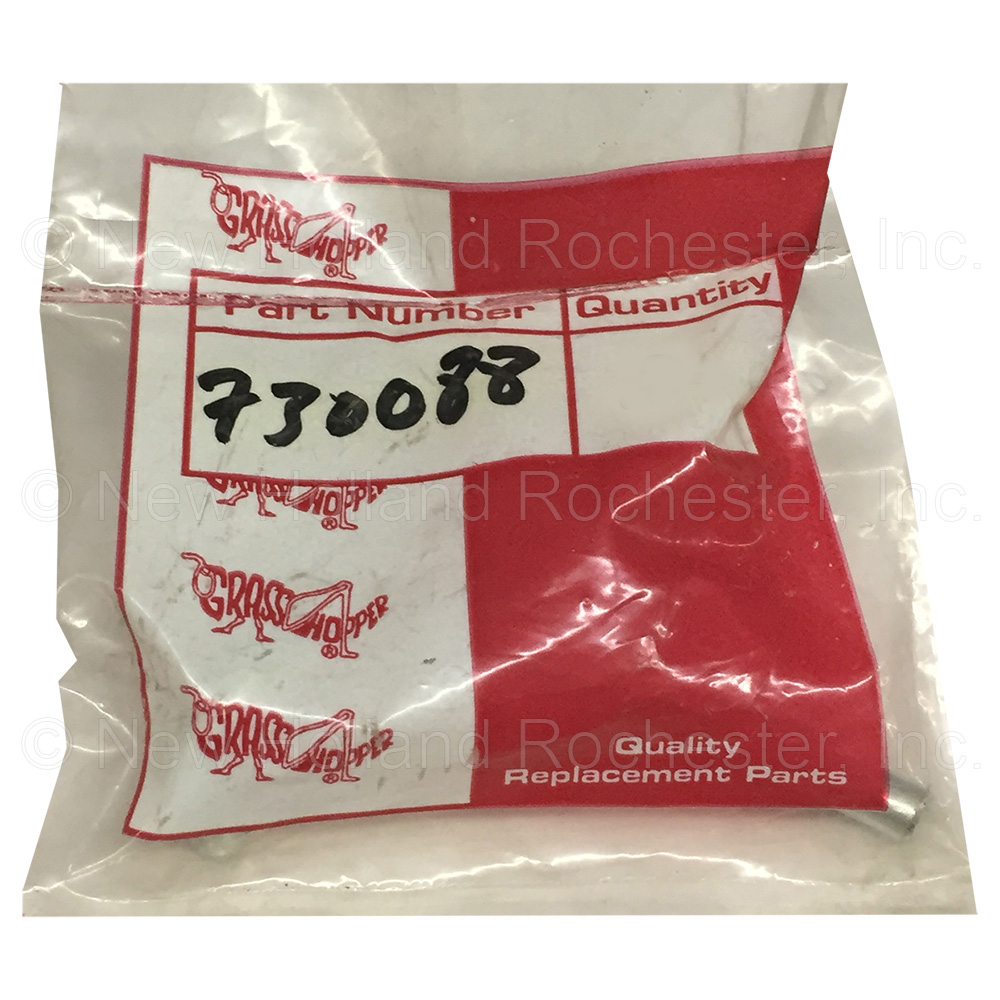 GRASSHOPPER®
© New Holland Rochester, Inc.
Part Number Quantity
730088
© New Holland Rochester, Inc.
GRASSHOPPER®
GRASSHOPPER
© New Holland Rochester, Inc.
Quality
Replacement Parts